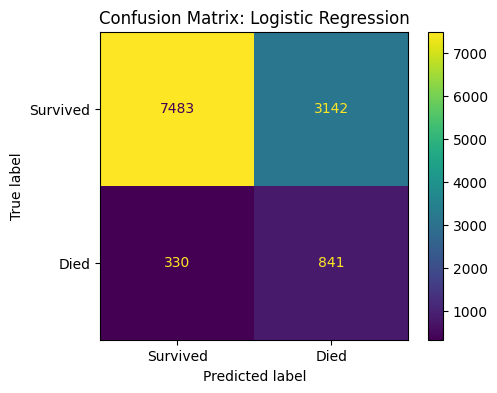 Confusion Matrix: Logistic Regression
True label
Survived
7483
3142
Died
330
841
Survived
Died
Predicted label
7000
6000
5000
4000
3000
2000
1000